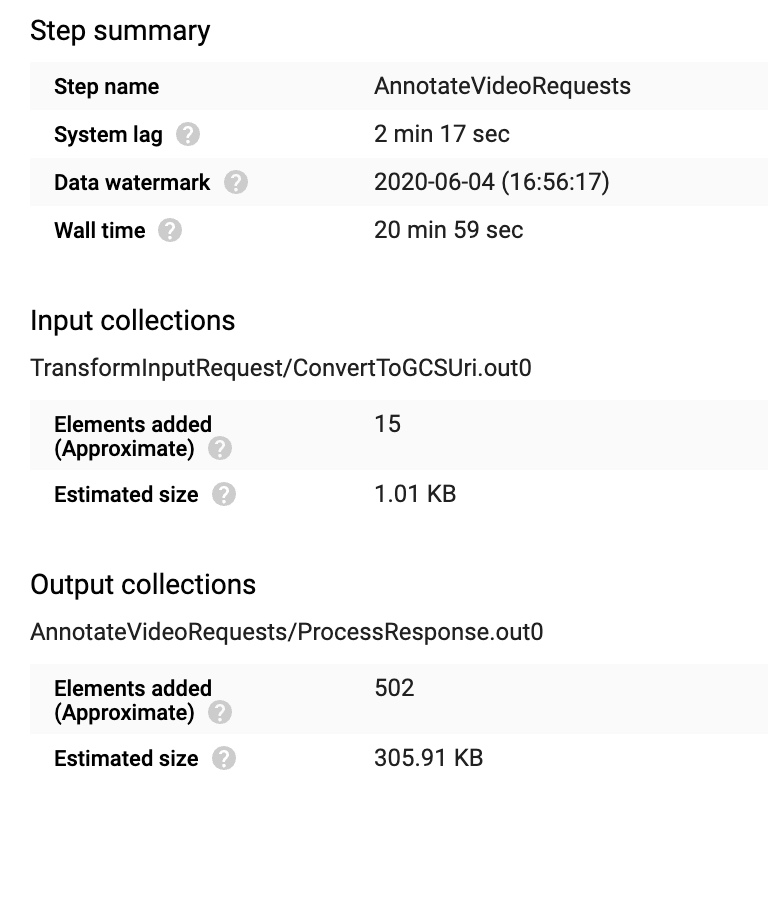 Step summary
Step name AnnotateVideoRequests
System lag ? 2 min 17 sec
Data watermark ? 2020-06-04 (16:56:17)
Wall time ? 20 min 59 sec
Input collections
TransformInputRequest/ConvertToGCSUri.out0
Elements added 15
(Approximate) ?
Estimated size ? 1.01 KB
Output collections
AnnotateVideoRequests/ProcessResponse.out0
Elements added 502
(Approximate) ?
Estimated size ? 305.91 KB